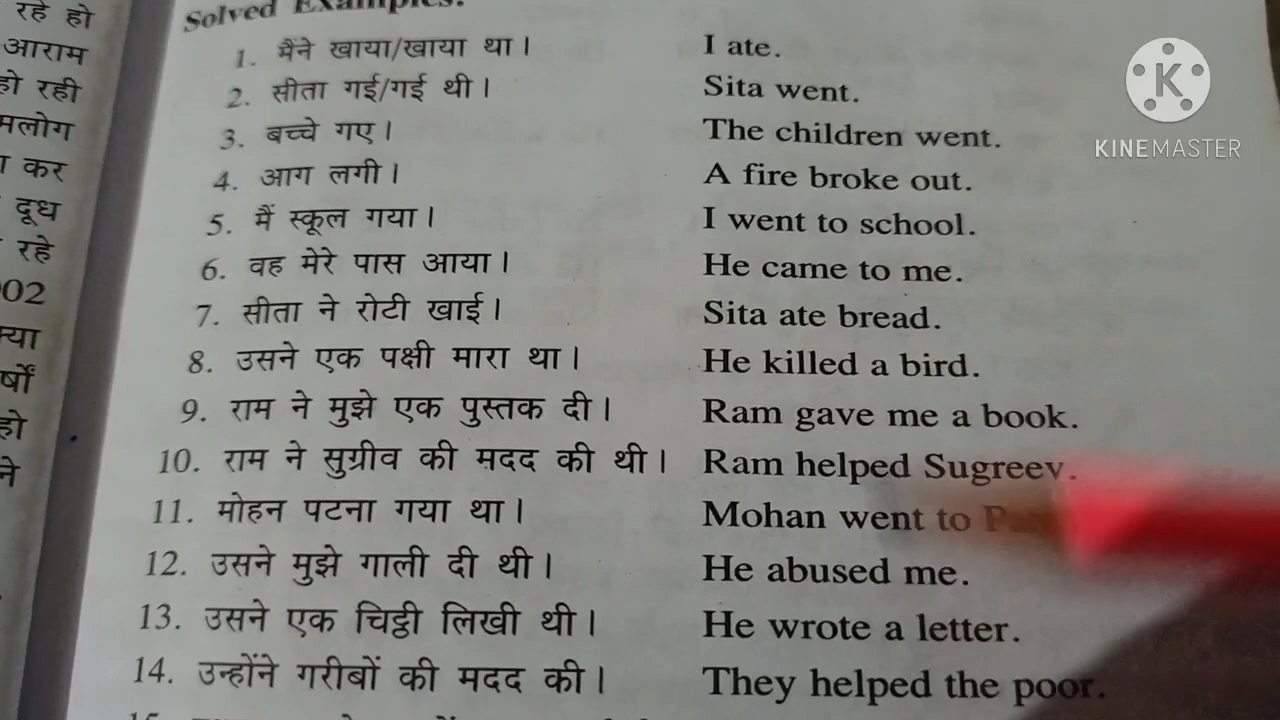 रहे हो
आराम
हो रही
मलोग
कर
दूध
रहे
02
क्या
र्षों
हो
ने
Solved Examples:
1. मैंने खाया/खाया था। I ate.
2. सीता गई/गई थी। Sita went.
3. बच्चे गए। The children went.
4. आग लगी। A fire broke out.
5. मैं स्कूल गया। I went to school.
6. वह मेरे पास आया। He came to me.
7. सीता ने रोटी खाई। Sita ate bread.
8. उसने एक पक्षी मारा था। He killed a bird.
9. राम ने मुझे एक पुस्तक दी। Ram gave me a book.
10. राम ने सुग्रीव की मदद की थी। Ram helped Sugreev.
11. मोहन पटना गया था। Mohan went to
12. उसने मुझे गाली दी थी। He abused me.
13. उसने एक चिट्ठी लिखी थी। He wrote a letter.
14. उन्होंने गरीबों की मदद की। They helped the poor.
K
KINEMASTER